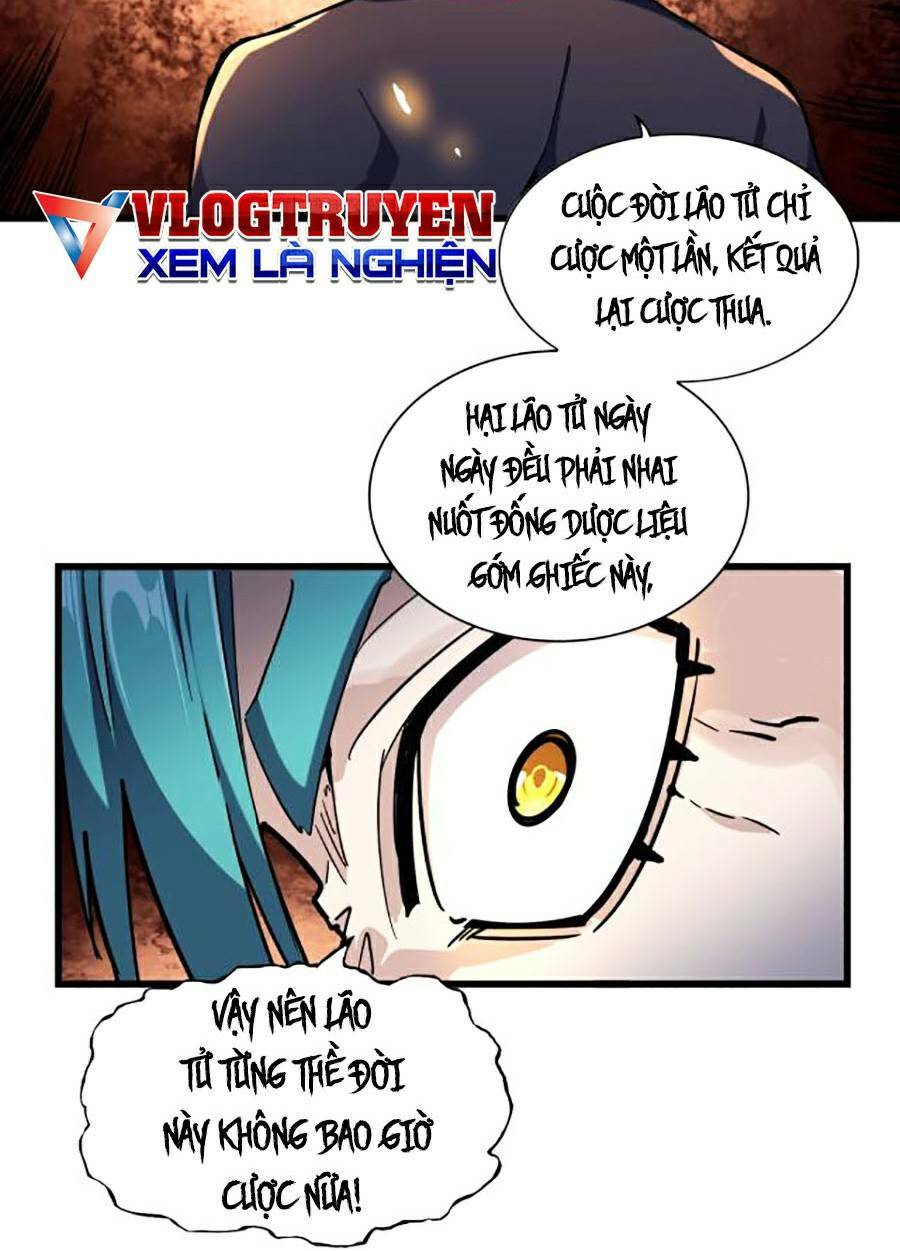 VLOGTRUYEN
XEM LÀ NGHIỆN
CUỘC ĐỜI LÃO TỬ CHỈ
CƯỢC MỘT LẦN, KẾT QUẢ
LẠI CƯỢC THUA.
HẠI LÃO TỬ NGÀY
NGÀY ĐỀU PHẢI NHAI
NUỐT ĐỐNG DƯỢC LIỆU
GỚM GHIẾC NÀY,
VẬY NÊN LÃO
TỬ TỪNG THỀ ĐỜI
NÀY KHÔNG BAO GIỜ
CƯỢC NỮA!